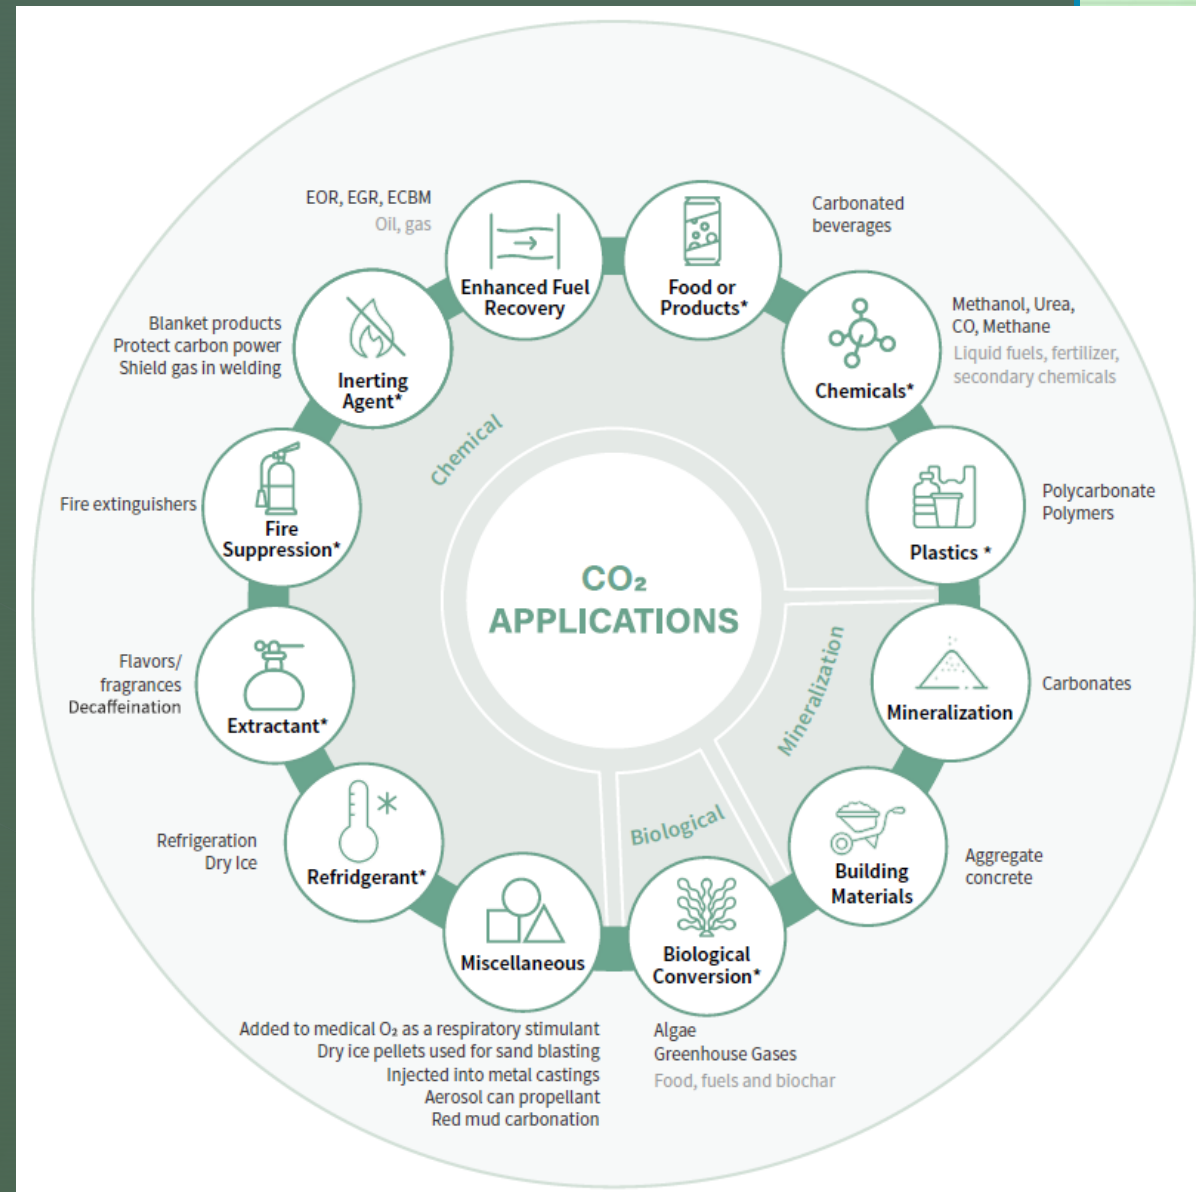 CO₂
APPLICATIONS
Chemical
Mineralization
Biological
Enhanced Fuel
Recovery
EOR, EGR, ECBM
Oil, gas
Food or
Products*
Carbonated
beverages
Chemicals*
Methanol, Urea,
CO, Methane
Liquid fuels, fertilizer,
secondary chemicals
Plastics *
Polycarbonate
Polymers
Mineralization
Carbonates
Building
Materials
Aggregate
concrete
Biological
Conversion*
Algae
Greenhouse Gases
Food, fuels and biochar
Miscellaneous
Added to medical O₂ as a respiratory stimulant
Dry ice pellets used for sand blasting
Injected into metal castings
Aerosol can propellant
Red mud carbonation
Refridgerant*
Refrigeration
Dry Ice
Extractant*
Flavors/
fragrances
Decaffeination
Fire
Suppression*
Fire extinguishers
Inerting
Agent*
Blanket products
Protect carbon power
Shield gas in welding